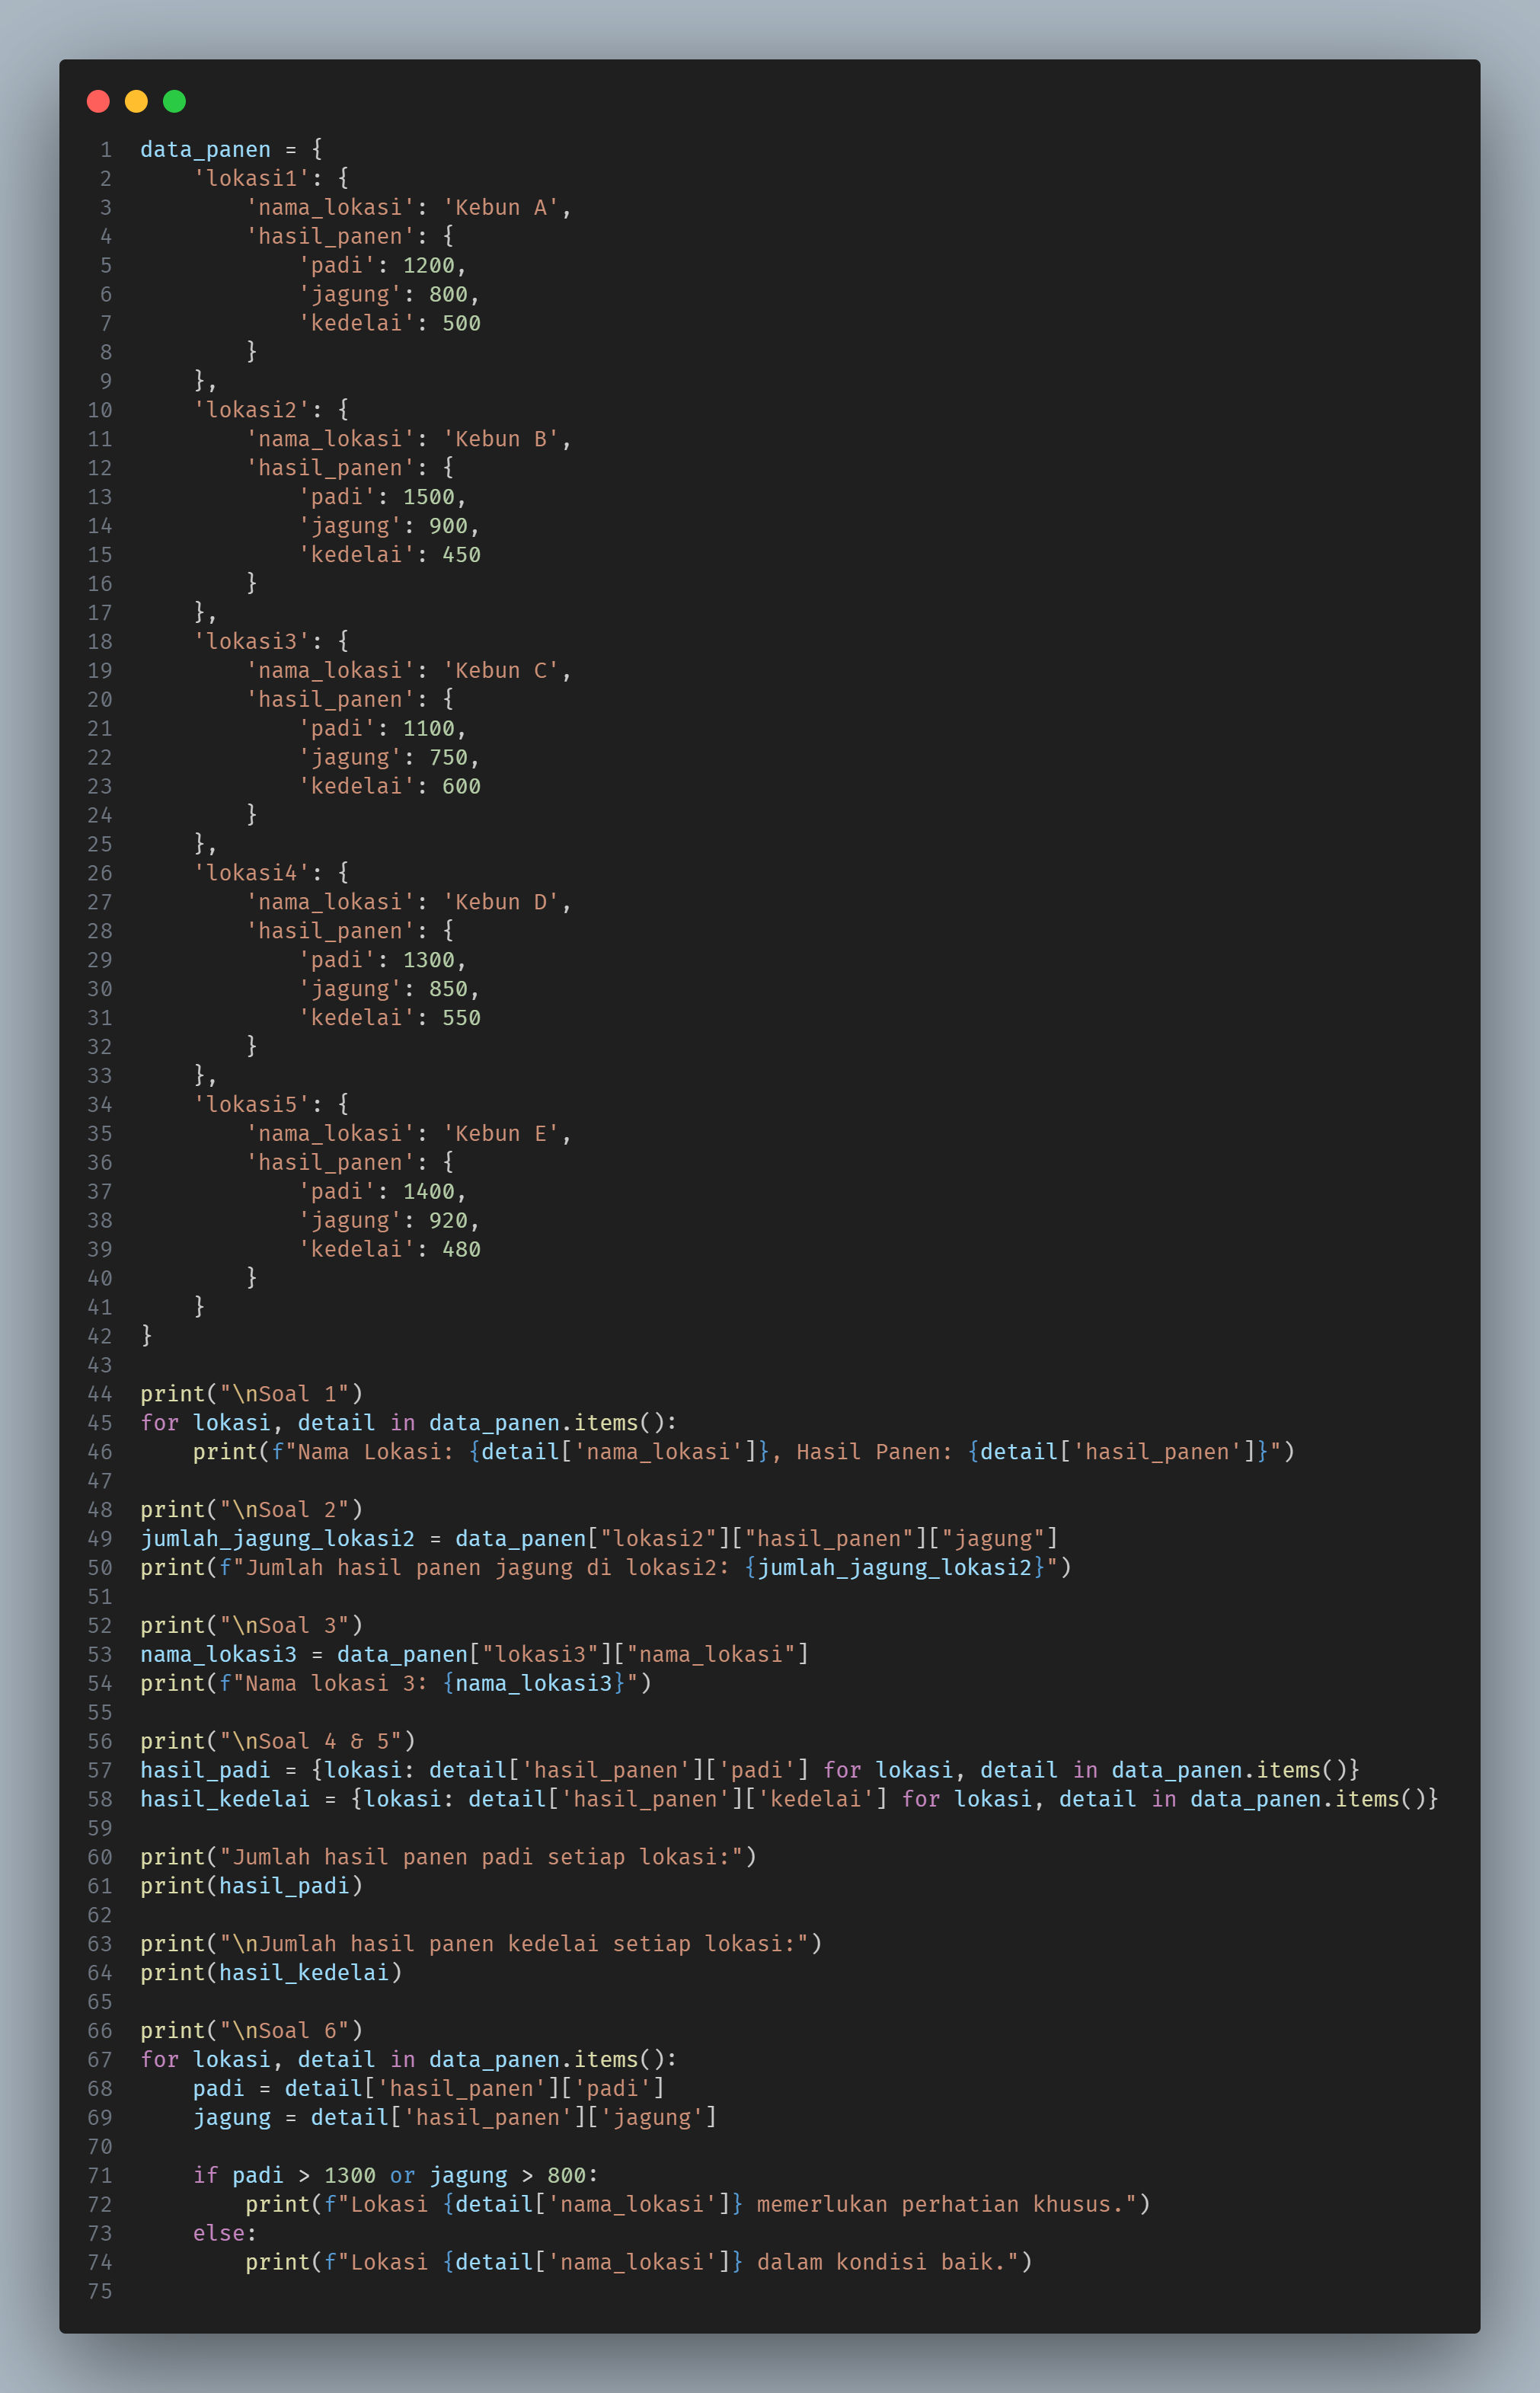 1 data_panen = {
2     'lokasi1': {
3         'nama_lokasi': 'Kebun A',
4         'hasil_panen': {
5             'padi': 1200,
6             'jagung': 800,
7             'kedelai': 500
8         }
9     },
10     'lokasi2': {
11         'nama_lokasi': 'Kebun B',
12         'hasil_panen': {
13             'padi': 1500,
14             'jagung': 900,
15             'kedelai': 450
16         }
17     },
18     'lokasi3': {
19         'nama_lokasi': 'Kebun C',
20         'hasil_panen': {
21             'padi': 1100,
22             'jagung': 750,
23             'kedelai': 600
24         }
25     },
26     'lokasi4': {
27         'nama_lokasi': 'Kebun D',
28         'hasil_panen': {
29             'padi': 1300,
30             'jagung': 850,
31             'kedelai': 550
32         }
33     },
34     'lokasi5': {
35         'nama_lokasi': 'Kebun E',
36         'hasil_panen': {
37             'padi': 1400,
38             'jagung': 920,
39             'kedelai': 480
40         }
41     }
42 }
43
44 print("\nSoal 1")
45 for lokasi, detail in data_panen.items():
46     print(f"Nama Lokasi: {detail['nama_lokasi']}, Hasil Panen: {detail['hasil_panen']}")
47
48 print("\nSoal 2")
49 jumlah_jagung_lokasi2 = data_panen["lokasi2"]["hasil_panen"]["jagung"]
50 print(f"Jumlah hasil panen jagung di lokasi2: {jumlah_jagung_lokasi2}")
51
52 print("\nSoal 3")
53 nama_lokasi3 = data_panen["lokasi3"]["nama_lokasi"]
54 print(f"Nama lokasi 3: {nama_lokasi3}")
55
56 print("\nSoal 4 & 5")
57 hasil_padi = {lokasi: detail['hasil_panen']['padi'] for lokasi, detail in data_panen.items()}
58 hasil_kedelai = {lokasi: detail['hasil_panen']['kedelai'] for lokasi, detail in data_panen.items()}
59
60 print("Jumlah hasil panen padi setiap lokasi:")
61 print(hasil_padi)
62
63 print("\nJumlah hasil panen kedelai setiap lokasi:")
64 print(hasil_kedelai)
65
66 print("\nSoal 6")
67 for lokasi, detail in data_panen.items():
68     padi = detail['hasil_panen']['padi']
69     jagung = detail['hasil_panen']['jagung']
70
71     if padi > 1300 or jagung > 800:
72         print(f"Lokasi {detail['nama_lokasi']} memerlukan perhatian khusus.")
73     else:
74         print(f"Lokasi {detail['nama_lokasi']} dalam kondisi baik.")
75